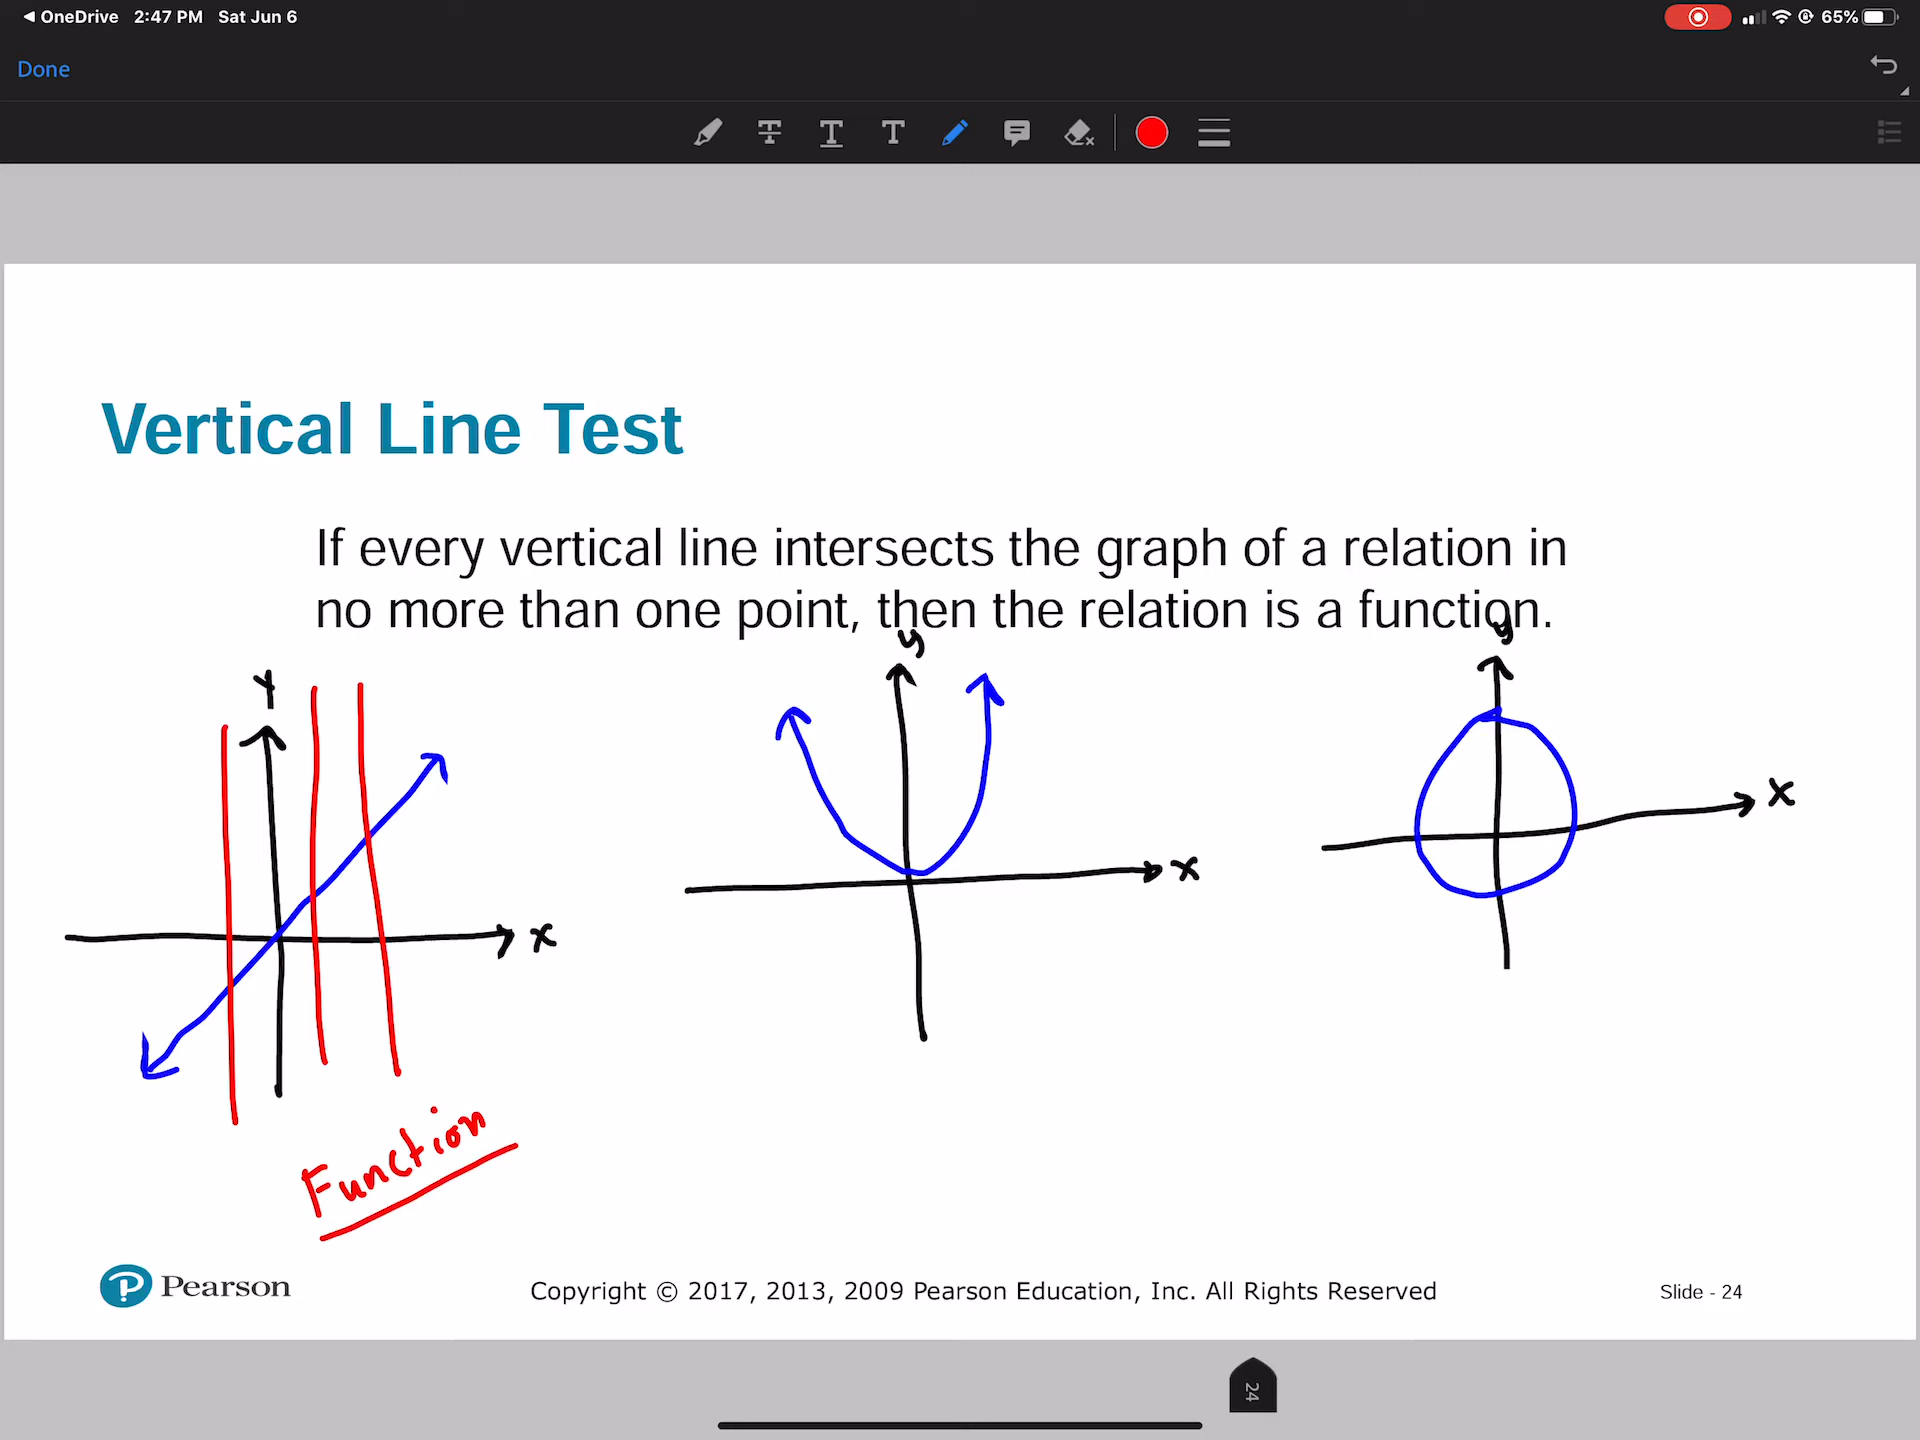 OneDrive 2:47 PM Sat Jun 6 65%
Done
T T T
Vertical Line Test
If every vertical line intersects the graph of a relation in
no more than one point, then the relation is a function.
Y
x
y
x
y
x
Function
Pearson
Copyright © 2017, 2013, 2009 Pearson Education, Inc. All Rights Reserved
Slide - 24
24